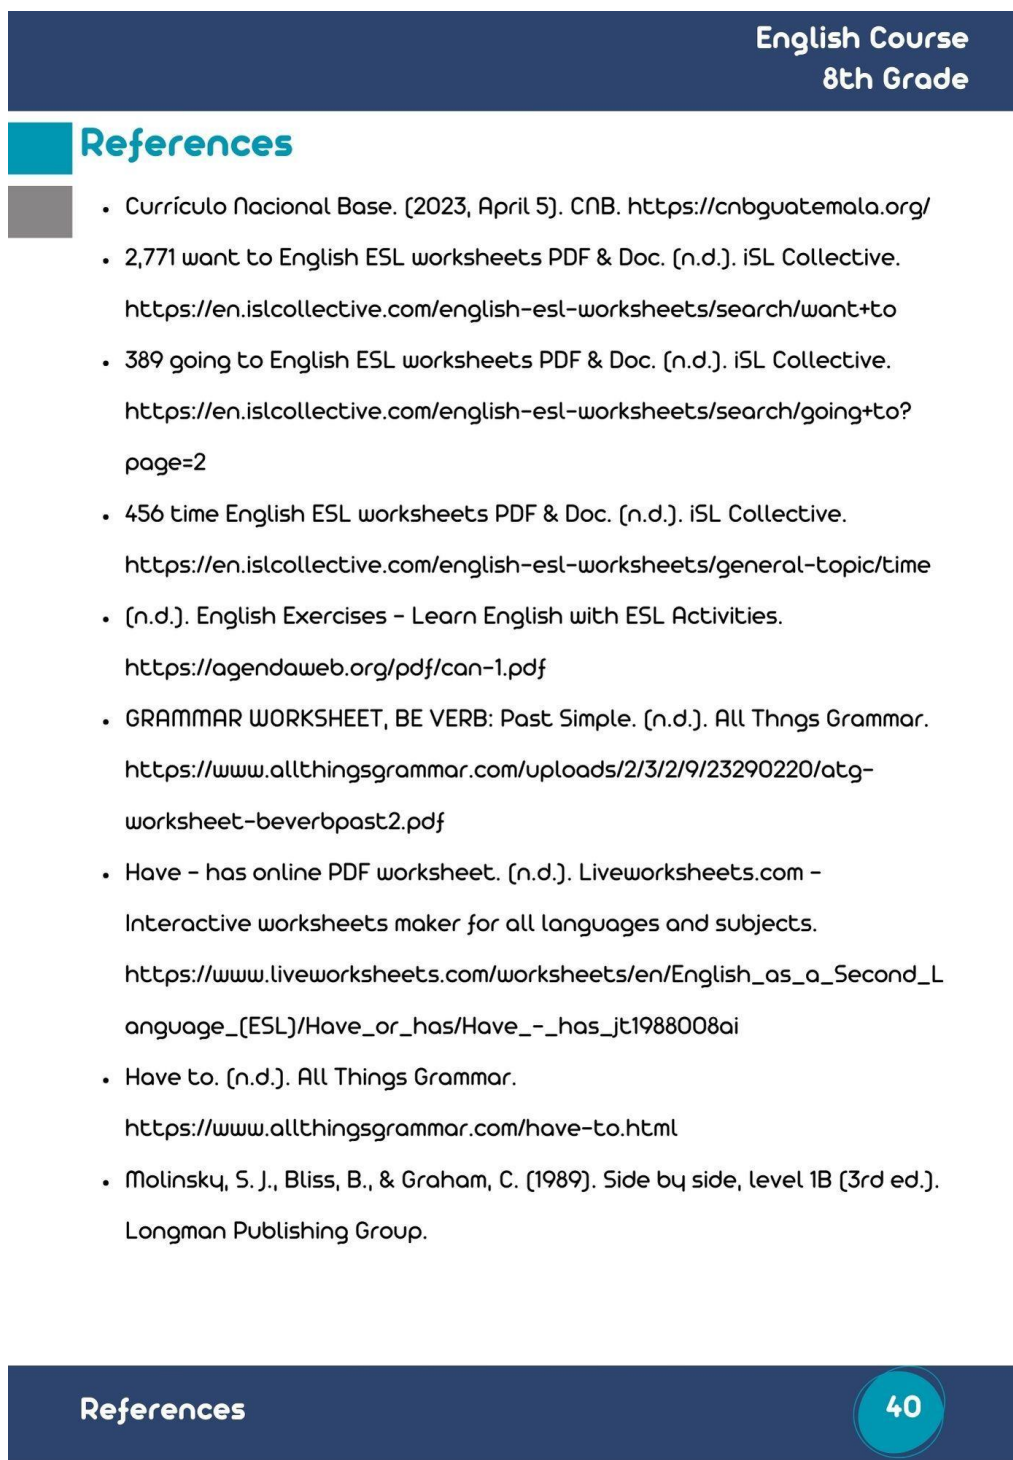 English Course
8th Grade
References
• Currículo Nacional Base. (2023, April 5). CNB. https://cnbguatemala.org/
• 2,771 want to English ESL worksheets PDF & Doc. (n.d.). iSL Collective.
https://en.islcollective.com/english-esl-worksheets/search/want+to
• 389 going to English ESL worksheets PDF & Doc. (n.d.). iSL Collective.
https://en.islcollective.com/english-esl-worksheets/search/going+to?
page=2
• 456 time English ESL worksheets PDF & Doc. (n.d.). iSL Collective.
https://en.islcollective.com/english-esl-worksheets/general-topic/time
• (n.d.). English Exercises - Learn English with ESL Activities.
https://agendaweb.org/pdf/can-1.pdf
• GRAMMAR WORKSHEET, BE VERB: Past Simple. (n.d.). All Thngs Grammar.
https://www.allthingsgrammar.com/uploads/2/3/2/9/23290220/atg-
worksheet-beverbpast2.pdf
• Have - has online PDF worksheet. (n.d.). Liveworksheets.com -
Interactive worksheets maker for all languages and subjects.
https://www.liveworksheets.com/worksheets/en/English_as_a_Second_L
anguage_(ESL)/Have_or_has/Have_-_has_jt1988008ai
• Have to. (n.d.). All Things Grammar.
https://www.allthingsgrammar.com/have-to.html
• Molinsky, S. J., Bliss, B., & Graham, C. (1989). Side by side, level 1B (3rd ed.).
Longman Publishing Group.
References
40